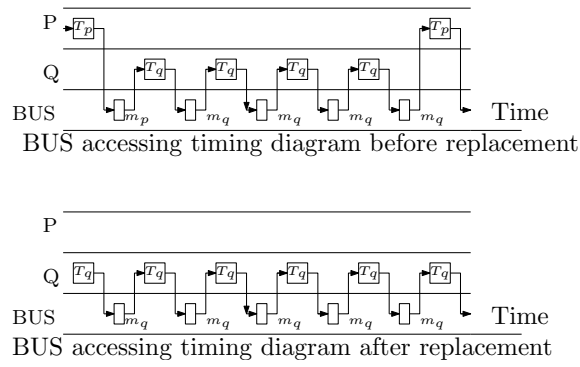 P T_p T_p
Q T_q T_q T_q T_q
BUS m_p m_q m_q m_q m_q Time
BUS accessing timing diagram before replacement
P
Q T_q T_q T_q T_q T_q T_q
BUS m_q m_q m_q m_q m_q Time
BUS accessing timing diagram after replacement